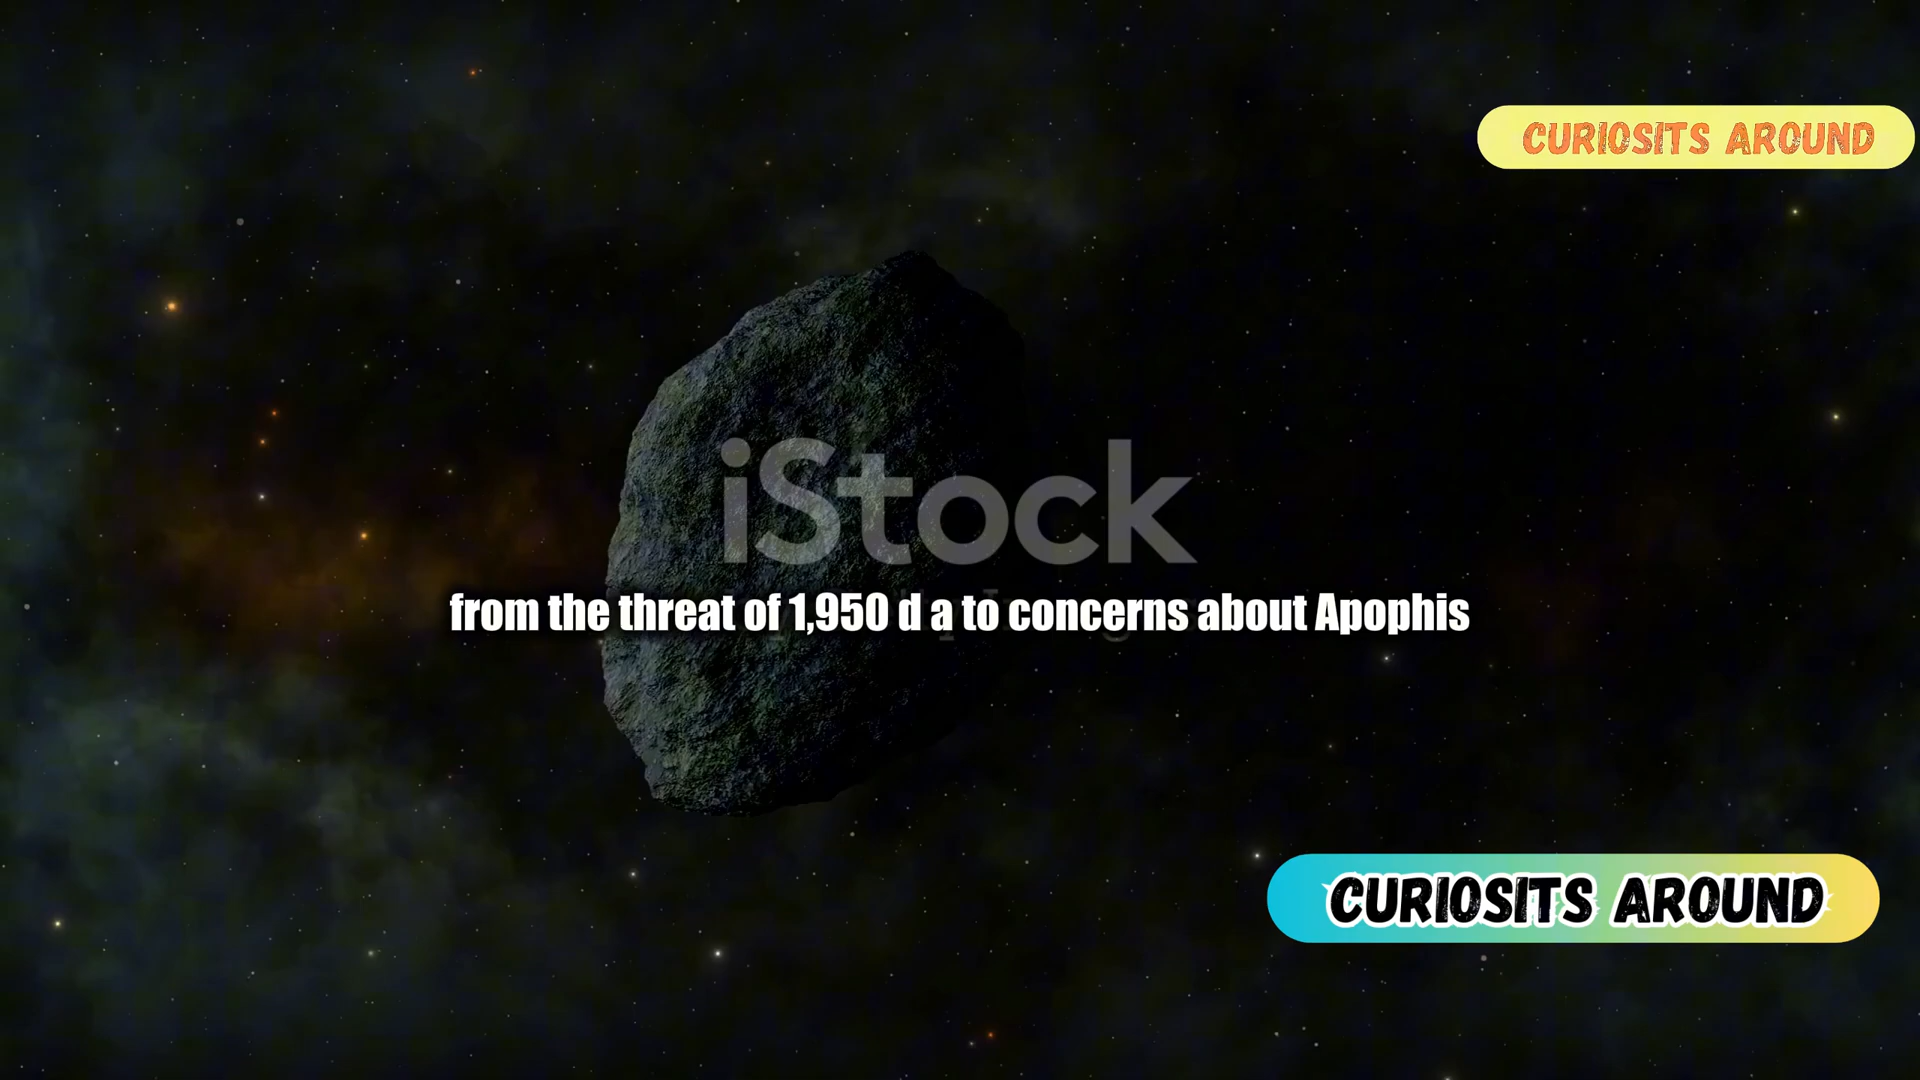 CURIOSITS AROUND
iStock
from the threat of 1,950 d a to concerns about Apophis
CURIOSITS AROUND